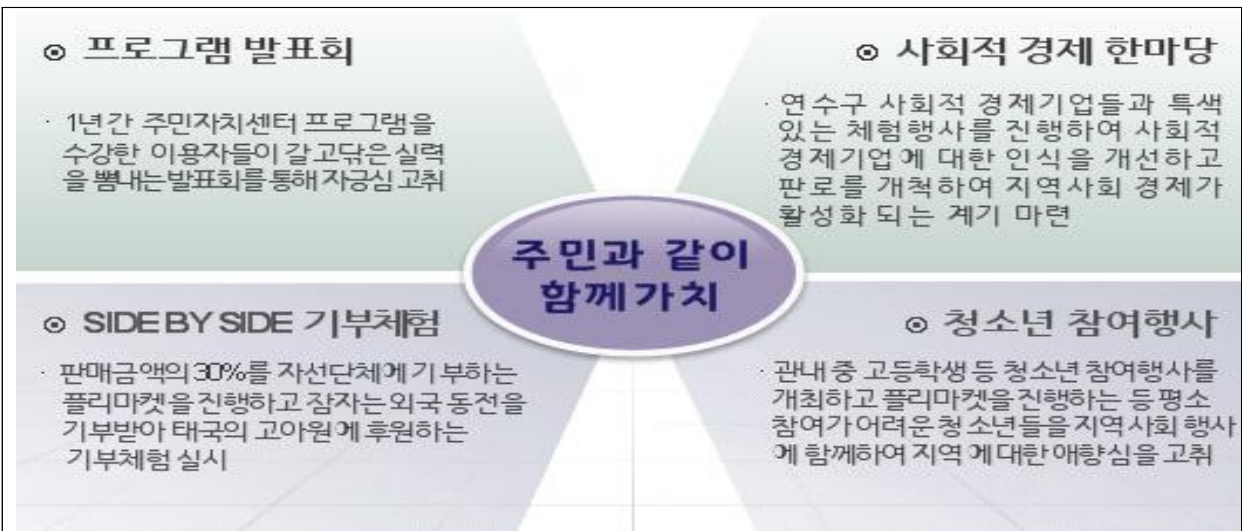 ⊙ 프로그램 발표회
· 1년간 주민자치센터 프로그램을
수강한 이용자들이 갈고닦은 실력
을 뽐내는 발표회를 통해 자긍심 고취
⊙ 사회적 경제 한마당
· 연수구 사회적 경제기업들과 특색
있는 체험행사를 진행하여 사회적
경제기업에 대한 인식을 개선하고
판로를 개척하여 지역사회 경제가
활성화 되는 계기 마련
주민과 같이
함께가치
⊙ SIDE BY SIDE 기부체험
· 판매금액의 30%를 자선단체에 기부하는
플리마켓을 진행하고 잠자는 외국 동전을
기부받아 태국의 고아원에 후원하는
기부체험 실시
⊙ 청소년 참여행사
· 관내 중 고등학생 등 청소년 참여행사를
개최하고 플리마켓을 진행하는 등 평소
참여가 어려운 청소년들을 지역사회 행사
에 함께하여 지역에 대한 애향심을 고취